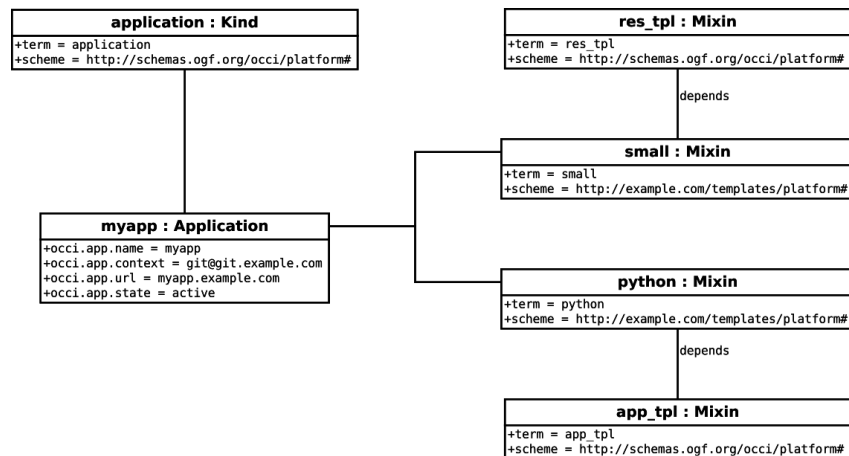 application : Kind
+term = application
+scheme = http://schemas.ogf.org/occi/platform#
res_tpl : Mixin
+term = res_tpl
+scheme = http://schemas.ogf.org/occi/platform#
depends
small : Mixin
+term = small
+scheme = http://example.com/templates/platform#
myapp : Application
+occi.app.name = myapp
+occi.app.context = git@git.example.com
+occi.app.url = myapp.example.com
+occi.app.state = active
python : Mixin
+term = python
+scheme = http://example.com/templates/platform#
depends
app_tpl : Mixin
+term = app_tpl
+scheme = http://schemas.ogf.org/occi/platform#